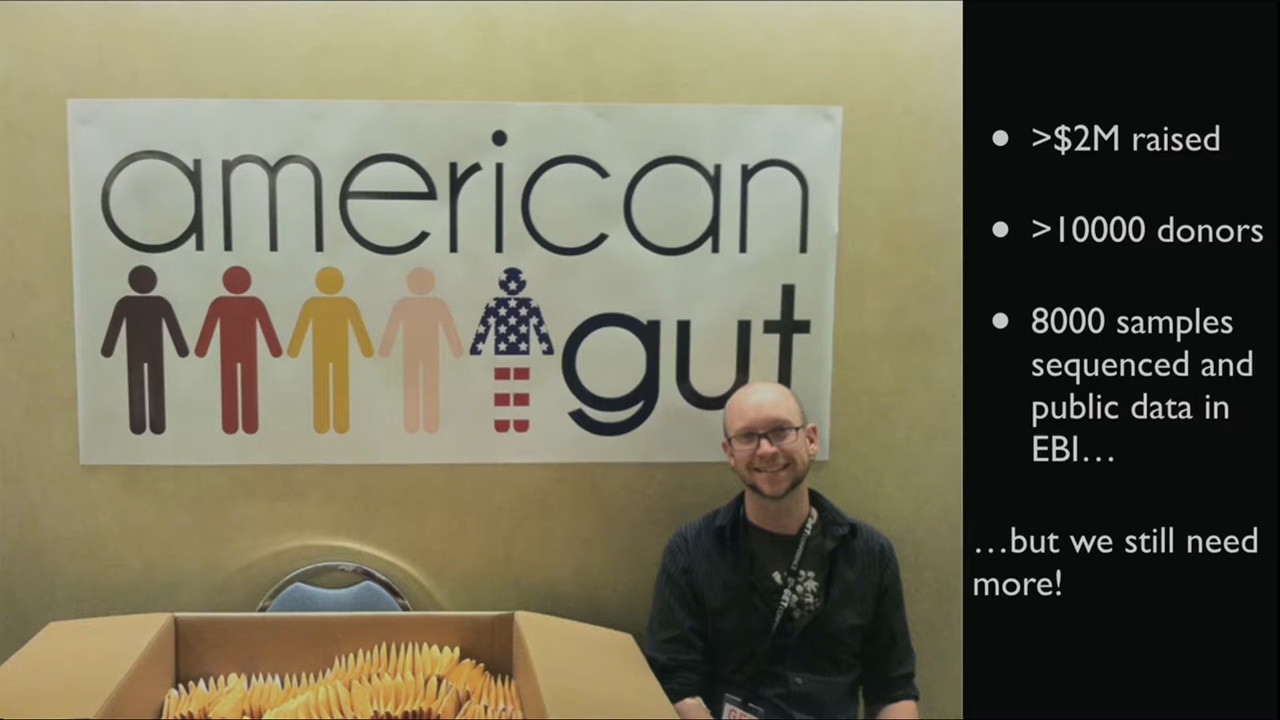 american
gut
>$2M raised
>10000 donors
8000 samples
sequenced and
public data in
EBI…
…but we still need
more!
GET